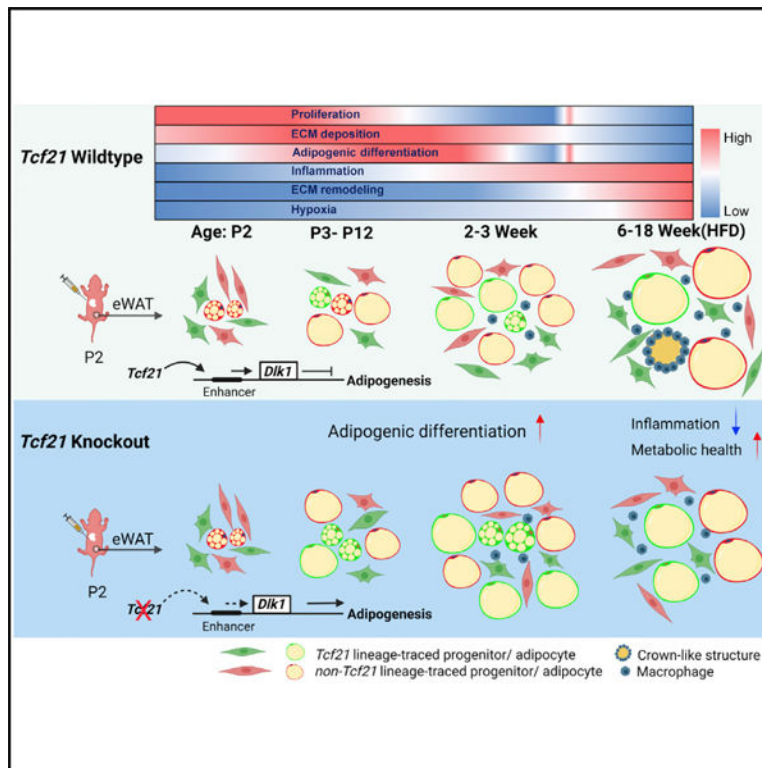 Proliferation
ECM deposition
Adipogenic differentiation
Inflammation
ECM remodeling
Hypoxia
High
Low
Tcf21 Wildtype
Age: P2 P3- P12 2-3 Week 6-18 Week(HFD)
eWAT
P2
Tcf21
Dlk1
Adipogenesis
Enhancer
Tcf21 Knockout
Adipogenic differentiation
Inflammation
Metabolic health
eWAT
P2
Tcf21
Dlk1
Adipogenesis
Enhancer
Tcf21 lineage-traced progenitor/ adipocyte
non-Tcf21 lineage-traced progenitor/ adipocyte
Crown-like structure
Macrophage